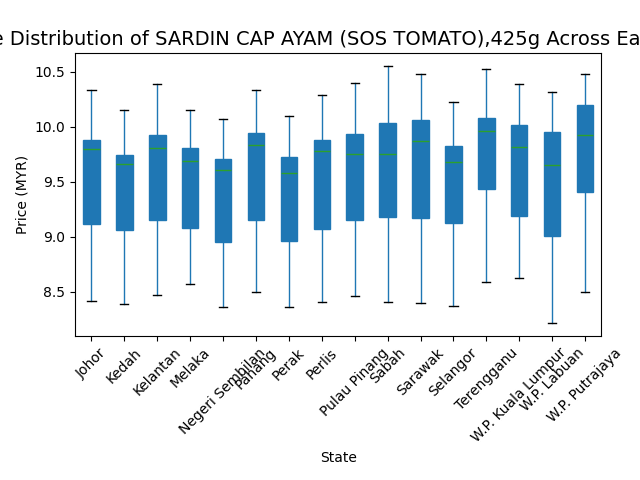 e Distribution of SARDIN CAP AYAM (SOS TOMATO),425g Across Ea
Price (MYR)
10.5
10.0
9.5
9.0
8.5
Johor
Kedah
Kelantan
Melaka
Negeri Sembilan
Pahang
Perak
Perlis
Pulau Pinang
Sabah
Sarawak
Selangor
Terengganu
W.P. Kuala Lumpur
W.P. Labuan
W.P. Putrajaya
State